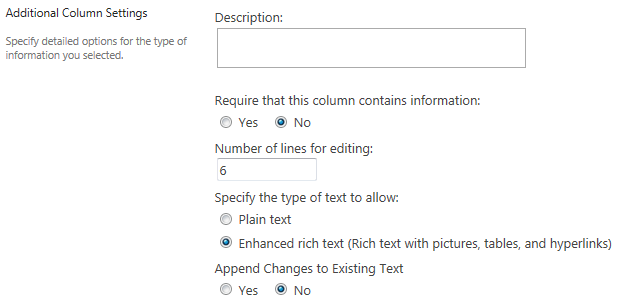 Additional Column Settings
Specify detailed options for the type of
information you selected.
Description:
Require that this column contains information:
Yes No
Number of lines for editing:
6
Specify the type of text to allow:
Plain text
Enhanced rich text (Rich text with pictures, tables, and hyperlinks)
Append Changes to Existing Text
Yes No